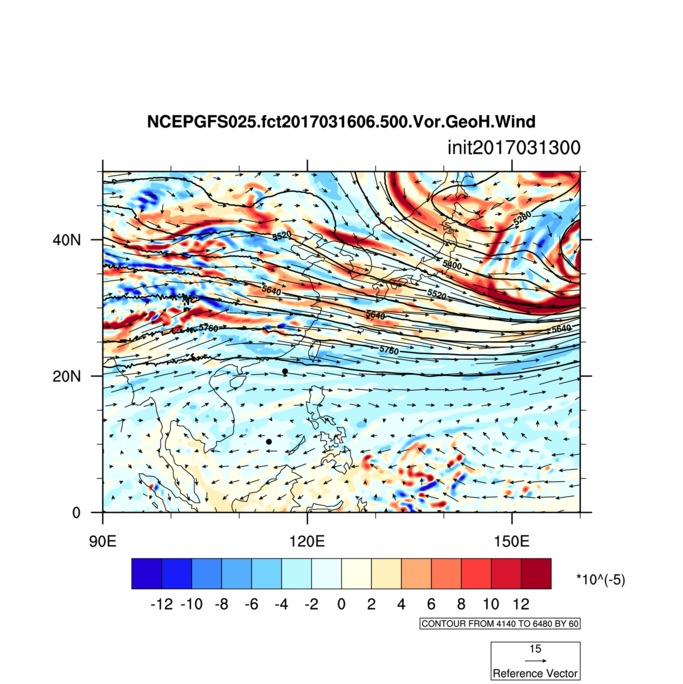 NCEPGFS025.fct2017031606.500.Vor.GeoH.Wind
init2017031300
40N
20N
0
90E 120E 150E
5280
5520
5400
5640
5520
5640
5760
5640
5760
-12 -10 -8 -6 -4 -2 0 2 4 6 8 10 12
*10^(-5)
CONTOUR FROM 4140 TO 6480 BY 60
15
Reference Vector